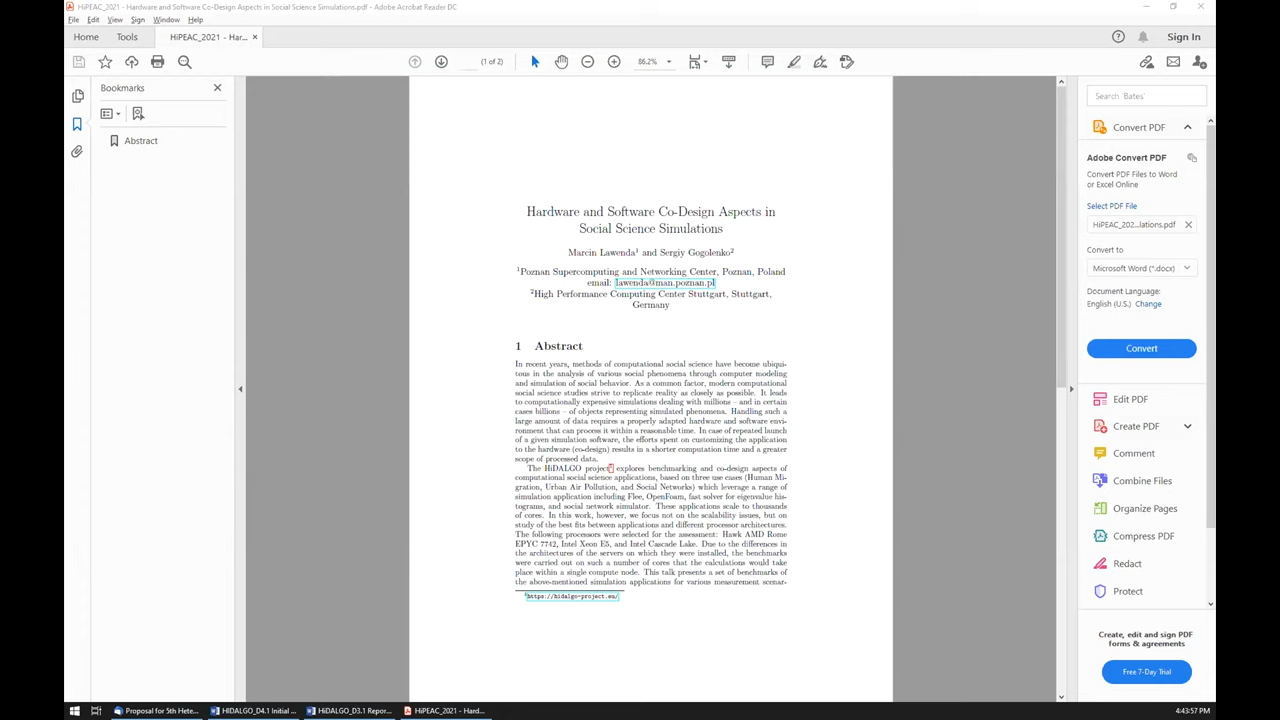 HiPEAC_2021 - Hardware and Software Co-Design Aspects in Social Science Simulations.pdf - Adobe Acrobat Reader DC
File Edit View Sign Window Help
Home Tools HiPEAC_2021 - Har... × Sign In
(1 of 2) 86.2%
Bookmarks
Abstract
Hardware and Software Co-Design Aspects in
Social Science Simulations
Marcin Lawenda1 and Sergiy Gogolenko2
1Poznan Supercomputing and Networking Center, Poznan, Poland
email: lawenda@man.poznan.pl
2High Performance Computing Center Stuttgart, Stuttgart,
Germany
1 Abstract
In recent years, methods of computational social science have become ubiqui-
tous in the analysis of various social phenomena through computer modeling
and simulation of social behavior. As a common factor, modern computational
social science studies strive to replicate reality as closely as possible. It leads
to computationally expensive simulations dealing with millions – and in certain
cases billions – of objects representing simulated phenomena. Handling such a
large amount of data requires a properly adapted hardware and software envi-
ronment that can process it within a reasonable time. In case of repeated launch
of a given simulation software, the efforts spent on customizing the application
to the hardware (co-design) results in a shorter computation time and a greater
scope of processed data.
The HiDALGO project1 explores benchmarking and co-design aspects of
computational social science applications, based on three use cases (Human Mi-
gration, Urban Air Pollution, and Social Networks) which leverage a range of
simulation application including Flee, OpenFoam, fast solver for eigenvalue his-
tograms, and social network simulator. These applications scale to thousands
of cores. In this work, however, we focus not on the scalability issues, but on
study of the best fits between applications and different processor architectures.
The following processors were selected for the assessment: Hawk AMD Rome
EPYC 7742, Intel Xeon E5, and Intel Cascade Lake. Due to the differences in
the architectures of the servers on which they were installed, the benchmarks
were carried out on such a number of cores that the calculations would take
place within a single compute node. This talk presents a set of benchmarks of
the above-mentioned simulation applications for various measurement scenar-
1https://hidalgo-project.eu/
Search 'Bates'
Convert PDF
Adobe Convert PDF
Convert PDF Files to Word
or Excel Online
Select PDF File
HiPEAC_202...lations.pdf
Convert to
Microsoft Word (*.docx)
Document Language:
English (U.S.) Change
Convert
Edit PDF
Create PDF
Comment
Combine Files
Organize Pages
Compress PDF
Redact
Protect
Create, edit and sign PDF
forms & agreements
Free 7-Day Trial
Proposal for 5th Hete... HIDALGO_D4.1 Initial ... HiDALGO_D3.1 Repor... HiPEAC_2021 - Hard... 4:43:57 PM